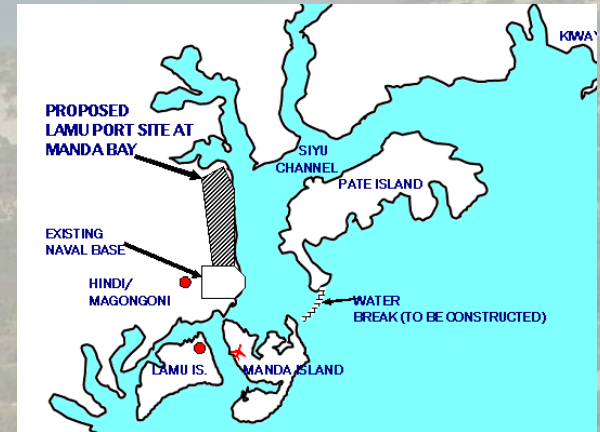 KIWAY
PROPOSED
LAMU PORT SITE AT
MANDA BAY
SIYU
CHANNEL
PATE ISLAND
EXISTING
NAVAL BASE
HINDI/
MAGONGONI
WATER
BREAK (TO BE CONSTRUCTED)
LAMU IS.
MANDA ISLAND